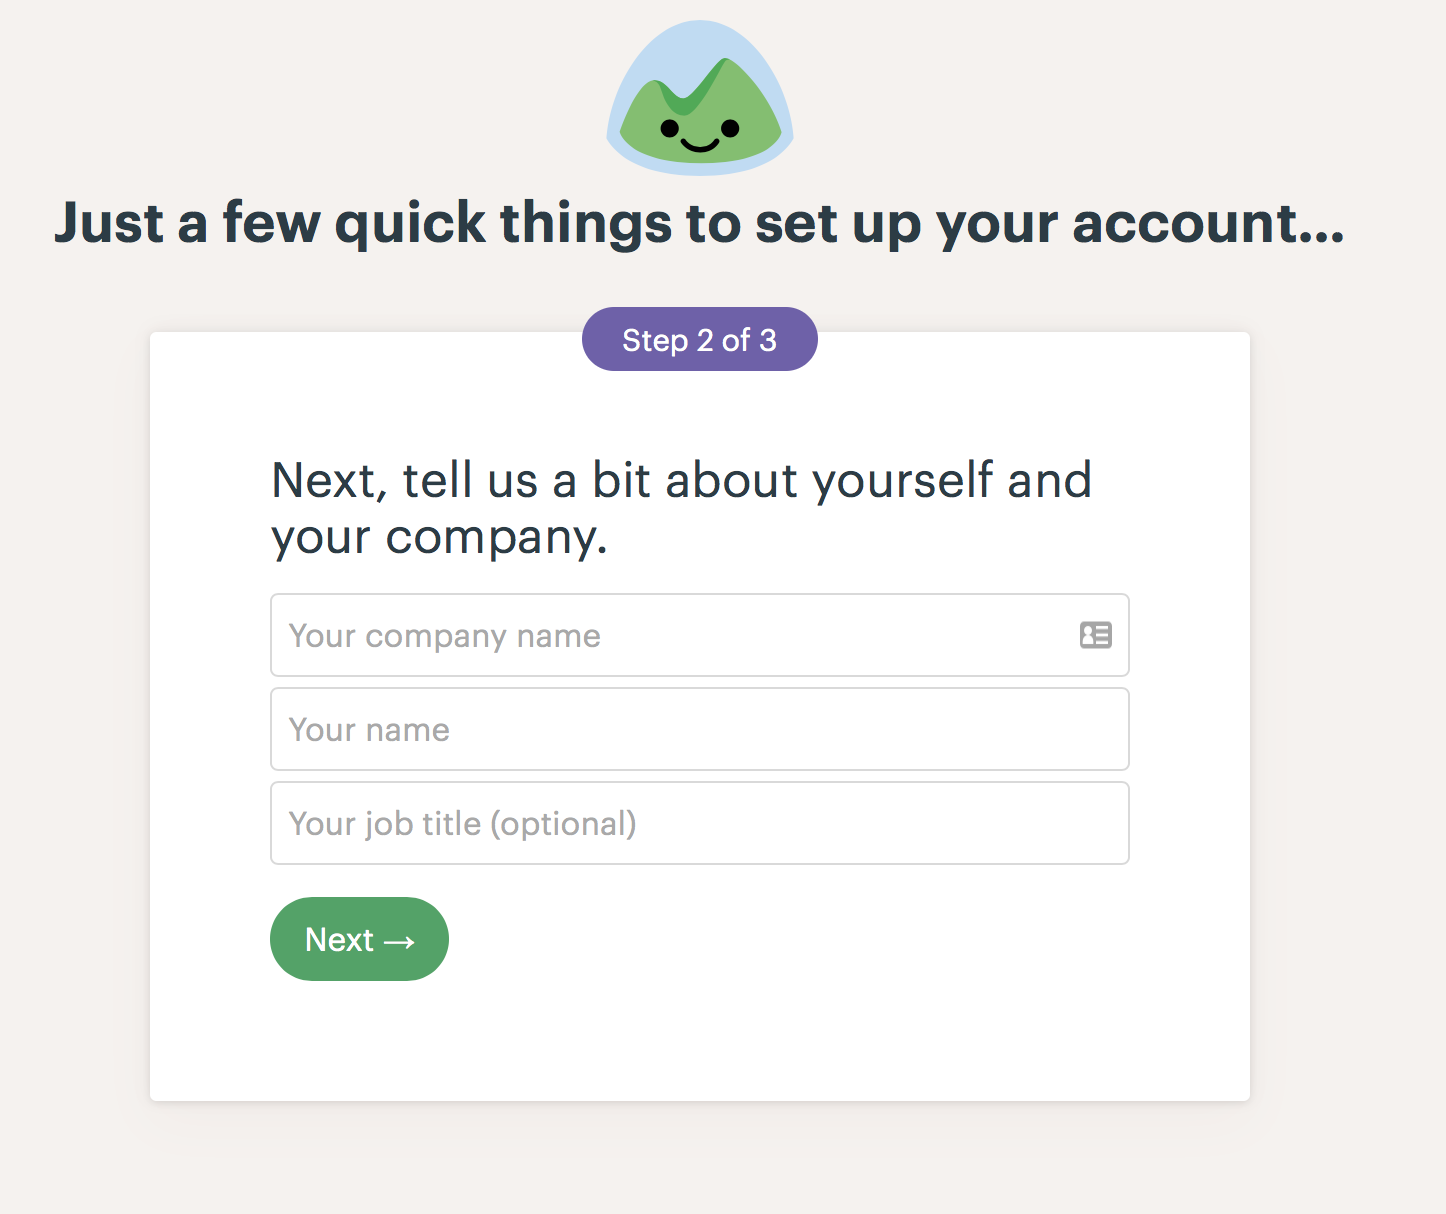 Just a few quick things to set up your account...
Step 2 of 3
Next, tell us a bit about yourself and
your company.
Your company name
Your name
Your job title (optional)
Next →